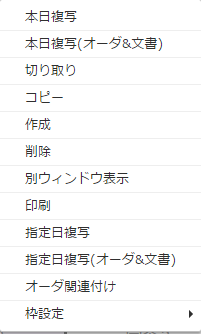 本日複写
本日複写(オーダ&文書)
切り取り
コピー
作成
削除
別ウィンドウ表示
印刷
指定日複写
指定日複写(オーダ&文書)
オーダ関連付け
枠設定